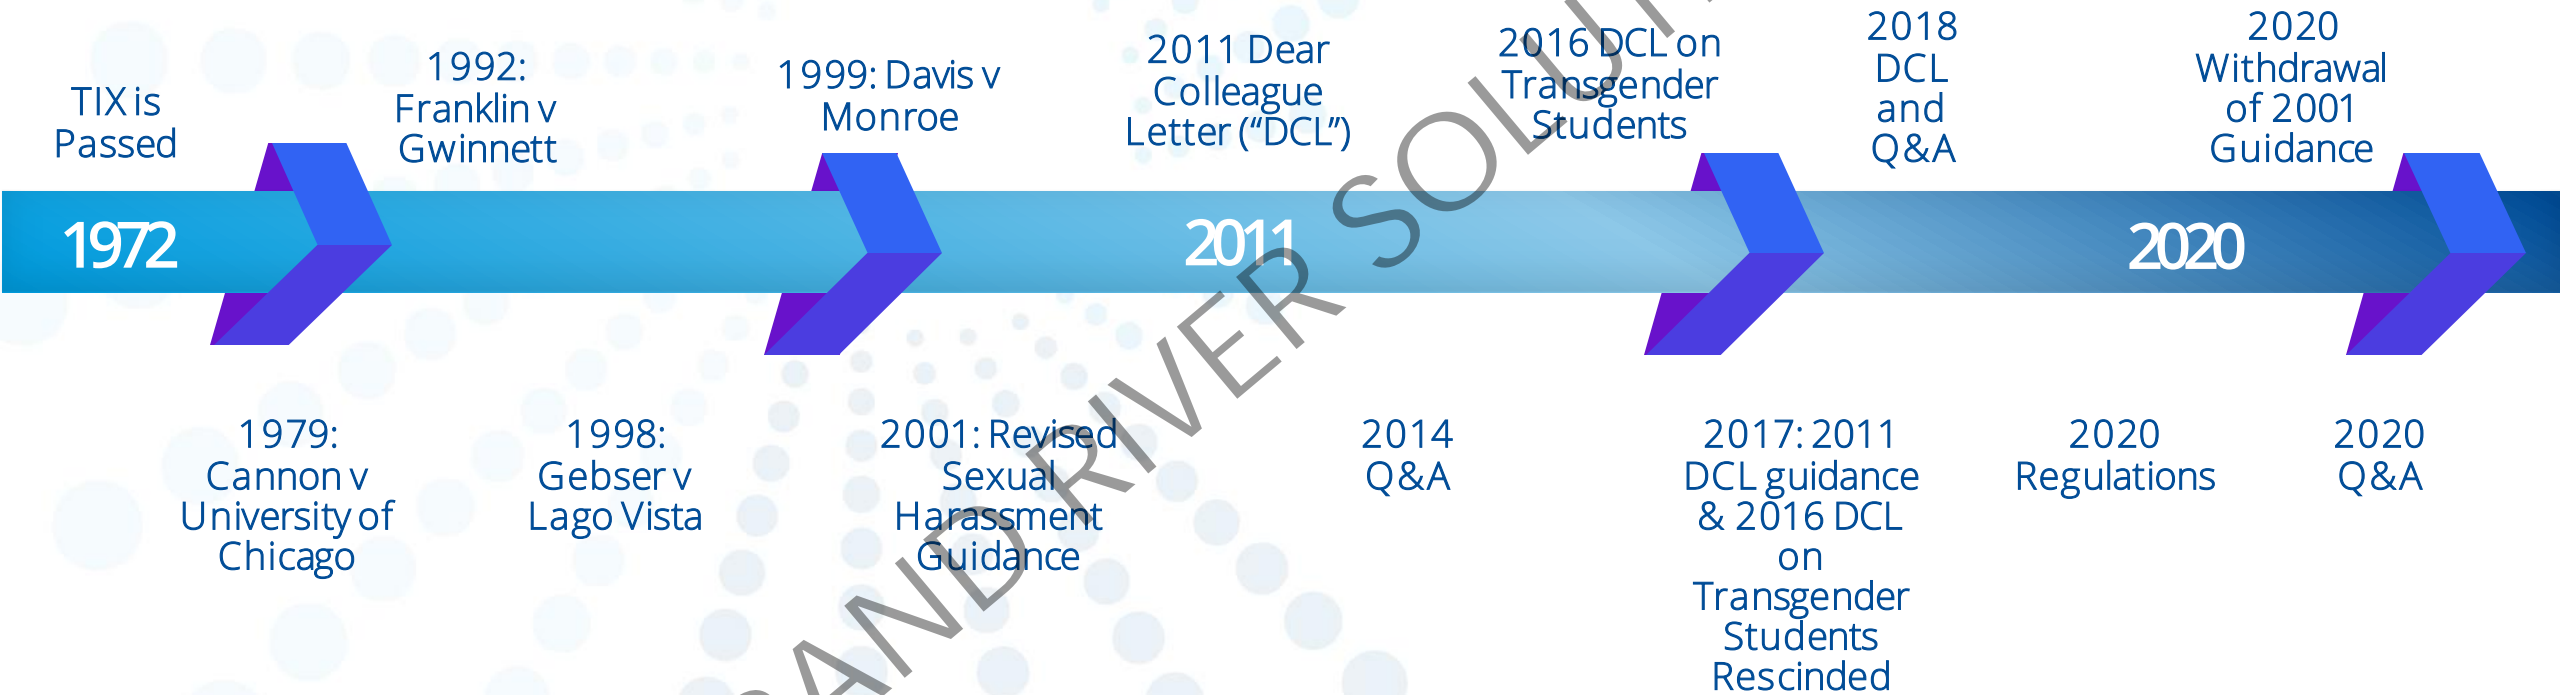 TIX is
Passed
1992:
Franklin v
Gwinnett
1999: Davis v
Monroe
2011 Dear
Colleague
Letter (“DCL”)
2016 DCL on
Transgender
Students
2018
DCL
and
Q&A
2020
Withdrawal
of 2001
Guidance
1972
2011
2020
1979:
Cannon v
University of
Chicago
1998:
Gebser v
Lago Vista
2001: Revised
Sexual
Harassment
Guidance
2014
Q&A
2017: 2011
DCL guidance
& 2016 DCL
on
Transgender
Students
Rescinded
2020
Regulations
2020
Q&A
RIVER